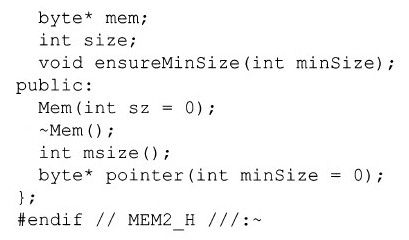 byte* mem;
  int size;
  void ensureMinSize(int minSize);
public:
  Mem(int sz = 0);
  ~Mem();
  int msize();
  byte* pointer(int minSize = 0);
};
#endif // MEM2_H ///:~